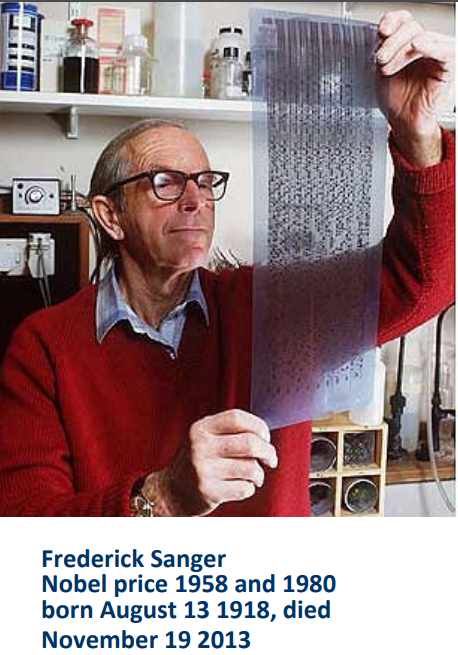 Frederick Sanger
Nobel price 1958 and 1980
born August 13 1918, died
November 19 2013